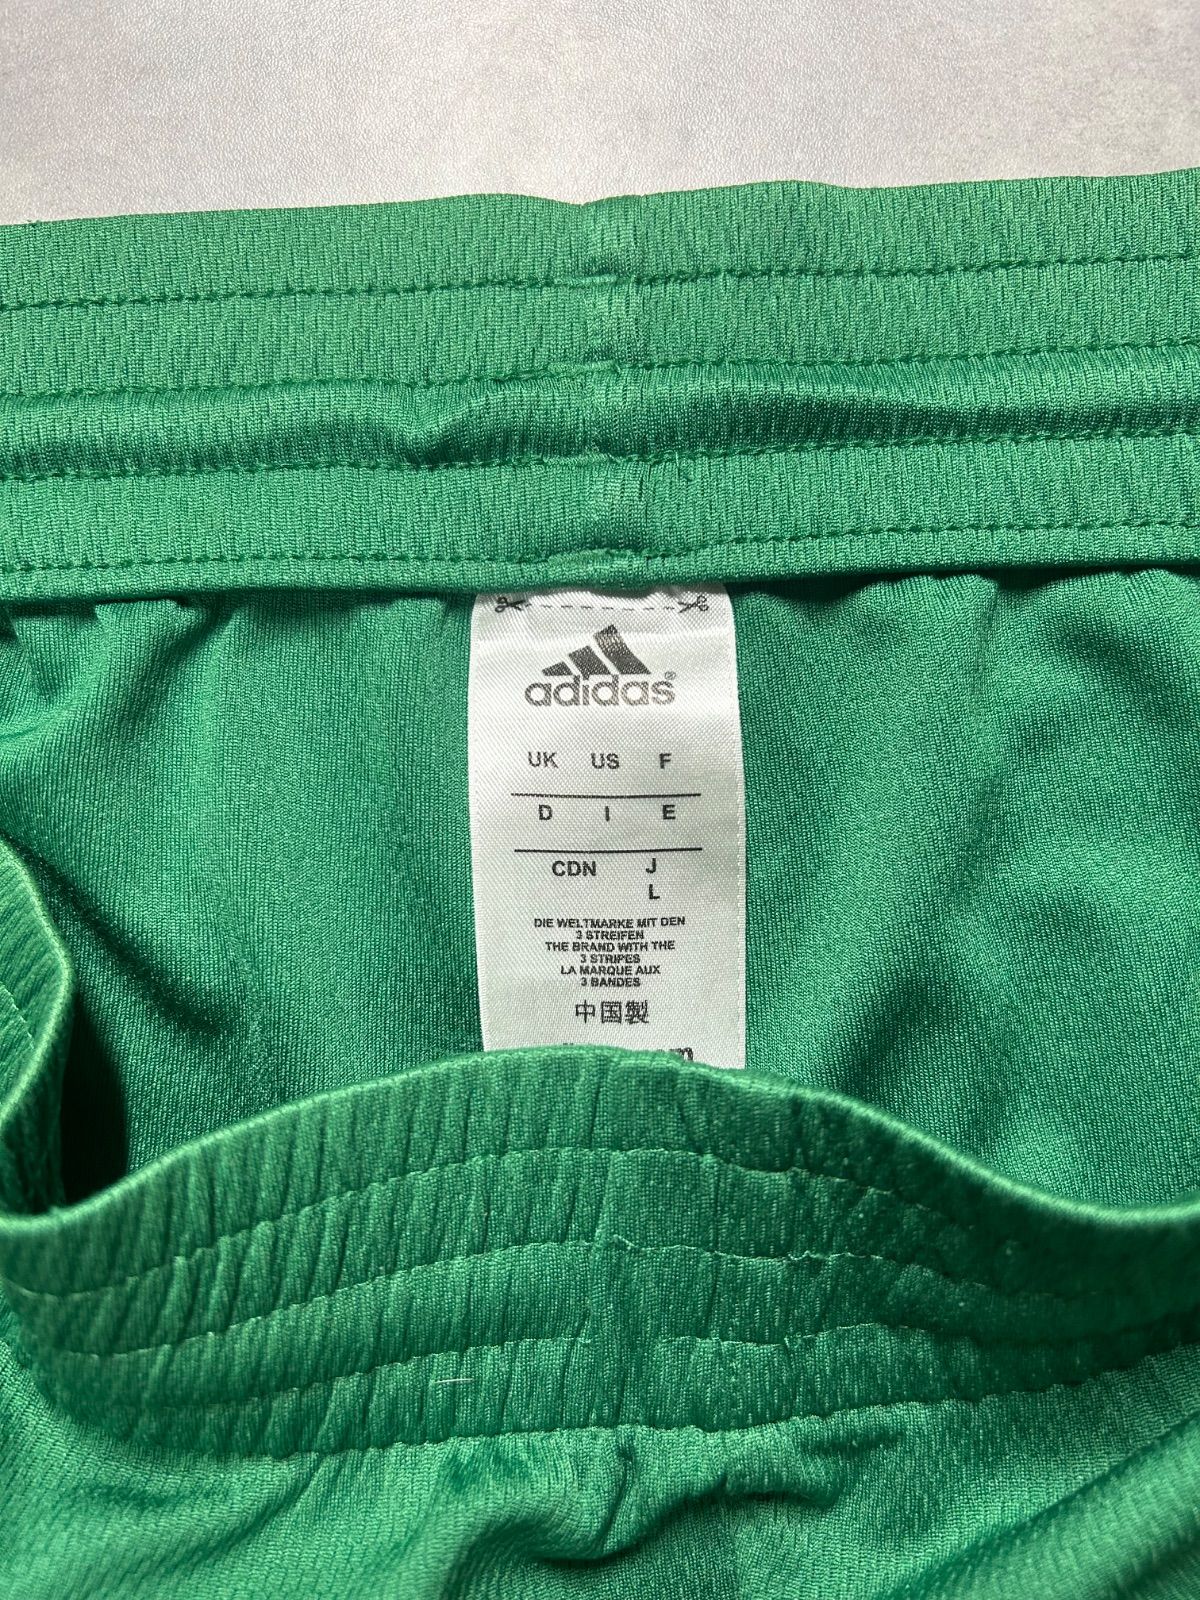 adidas®
UK US F
D I E
CDN J
L
DIE WELTMARKE MIT DEN
3 STREIFEN
THE BRAND WITH THE
3 STRIPES
LA MARQUE AUX
3 BANDES
中国製